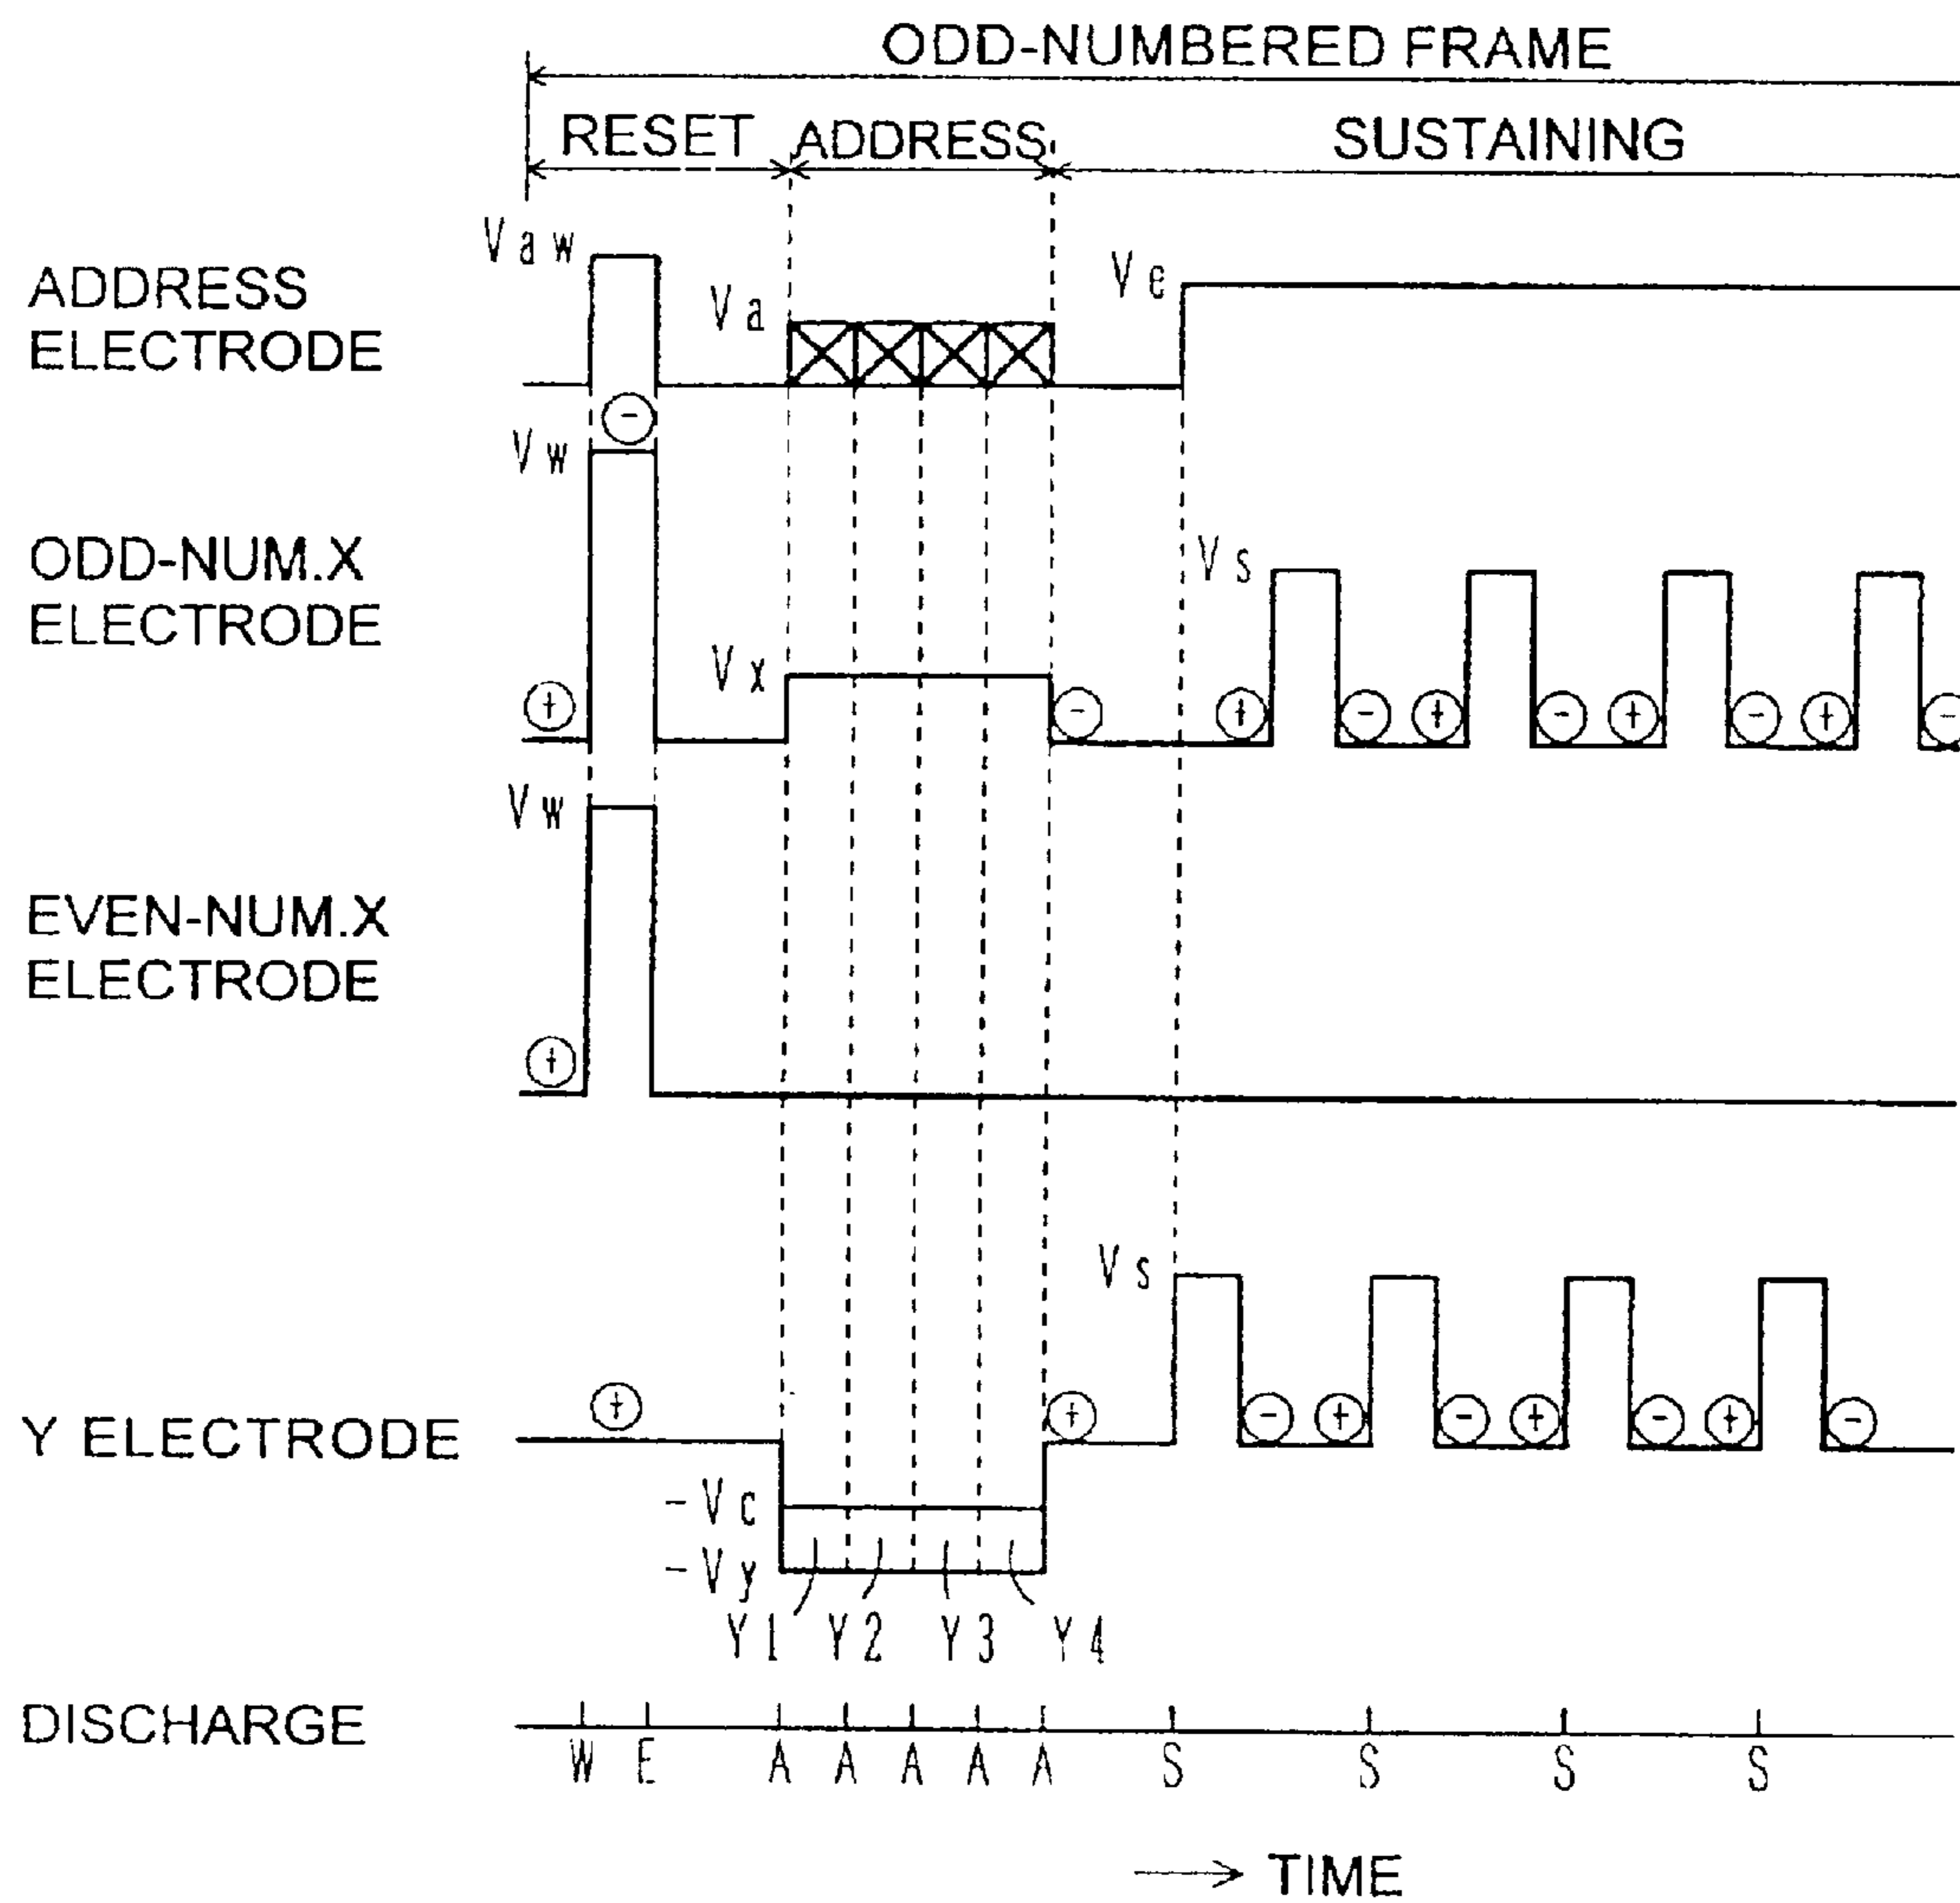 ODD-NUMBERED FRAME
RESET ADDRESS SUSTAINING
Vaw
ADDRESS
ELECTRODE
Va
Ve
-
Vw
ODD-NUM.X
ELECTRODE
Vs
Vx
+ - + - + - + - + -
Vw
EVEN-NUM.X
ELECTRODE
+
Vs
Y ELECTRODE
+ + - + - + - + -
-Vc
-Vy
Y1 Y2 Y3 Y4
DISCHARGE
W E A A A A A S S S S
TIME